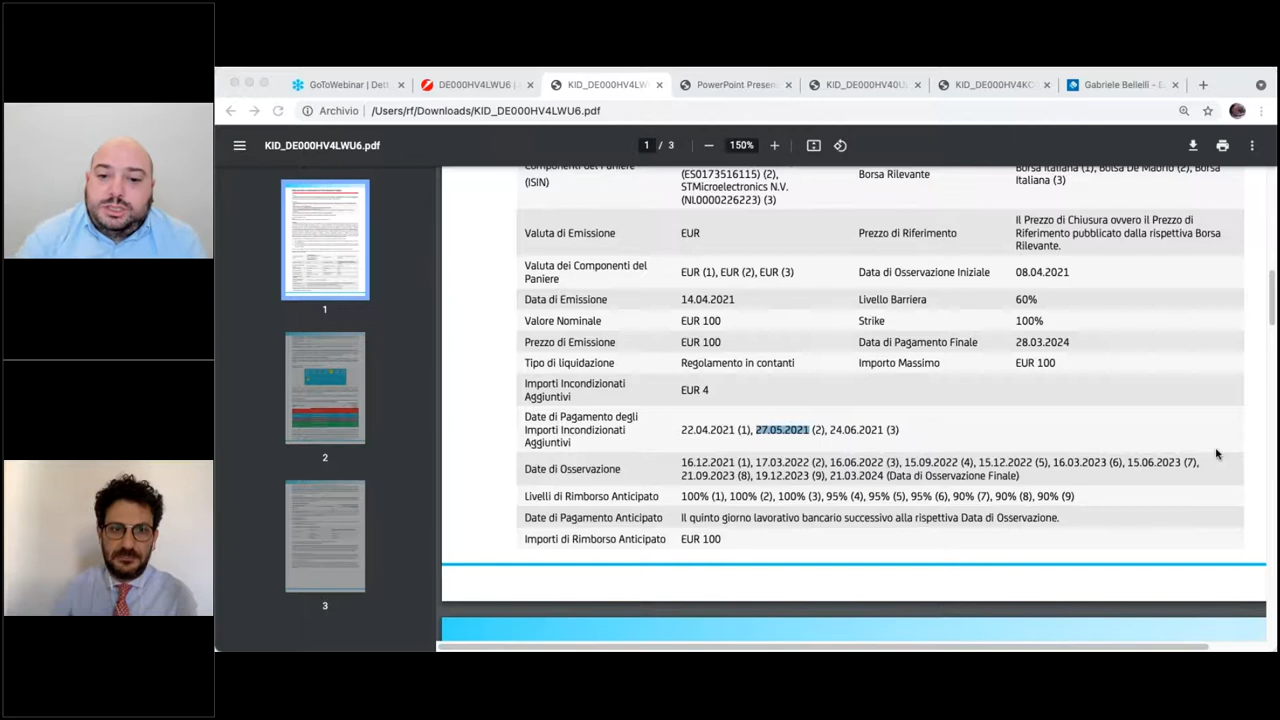 GoToWebinar | Dett
DE000HV4LWU6 |
KID_DE000HV4LW
PowerPoint Presen
KID_DE000HV40U
KID_DE000HV4KC
Gabriele Bellelli - E
Archivio | /Users/rf/Downloads/KID_DE000HV4LWU6.pdf
KID_DE000HV4LWU6.pdf
1 / 3
150%
Componenti del Paniere
(ISIN)
(ES0173516115) (2),
STMicroelectronics N.V.
(NL0000226223) (3)
Borsa Rilevante
Borsa Italiana (1), Bolsa De Madrid (2), Borsa
Italiana (3)
Valuta di Emissione
EUR
Prezzo di Riferimento
Il Prezzo di Chiusura ovvero il Prezzo di
Riferimento pubblicato dalla rispettiva Borsa
Rilevante.
Valuta dei Componenti del
Paniere
EUR (1), EUR (2), EUR (3)
Data di Osservazione Iniziale
08.04.2021
Data di Emissione
14.04.2021
Livello Barriera
60%
Valore Nominale
EUR 100
Strike
100%
Prezzo di Emissione
EUR 100
Data di Pagamento Finale
28.03.2024
Tipo di liquidazione
Regolamento in contanti
Importo Massimo
EUR 100
Importi Incondizionati
Aggiuntivi
EUR 4
Date di Pagamento degli
Importi Incondizionati
Aggiuntivi
22.04.2021 (1), 27.05.2021 (2), 24.06.2021 (3)
Date di Osservazione
16.12.2021 (1), 17.03.2022 (2), 16.06.2022 (3), 15.09.2022 (4), 15.12.2022 (5), 16.03.2023 (6), 15.06.2023 (7),
21.09.2023 (8), 19.12.2023 (9), 21.03.2024 (Data di Osservazione Finale)
Livelli di Rimborso Anticipato
100% (1), 100% (2), 100% (3), 95% (4), 95% (5), 95% (6), 90% (7), 90% (8), 90% (9)
Date di Pagamento Anticipato
Il quinto giorno lavorativo bancario successivo alla rispettiva Data di Osservazione.
Importi di Rimborso Anticipato
EUR 100
1
2
3